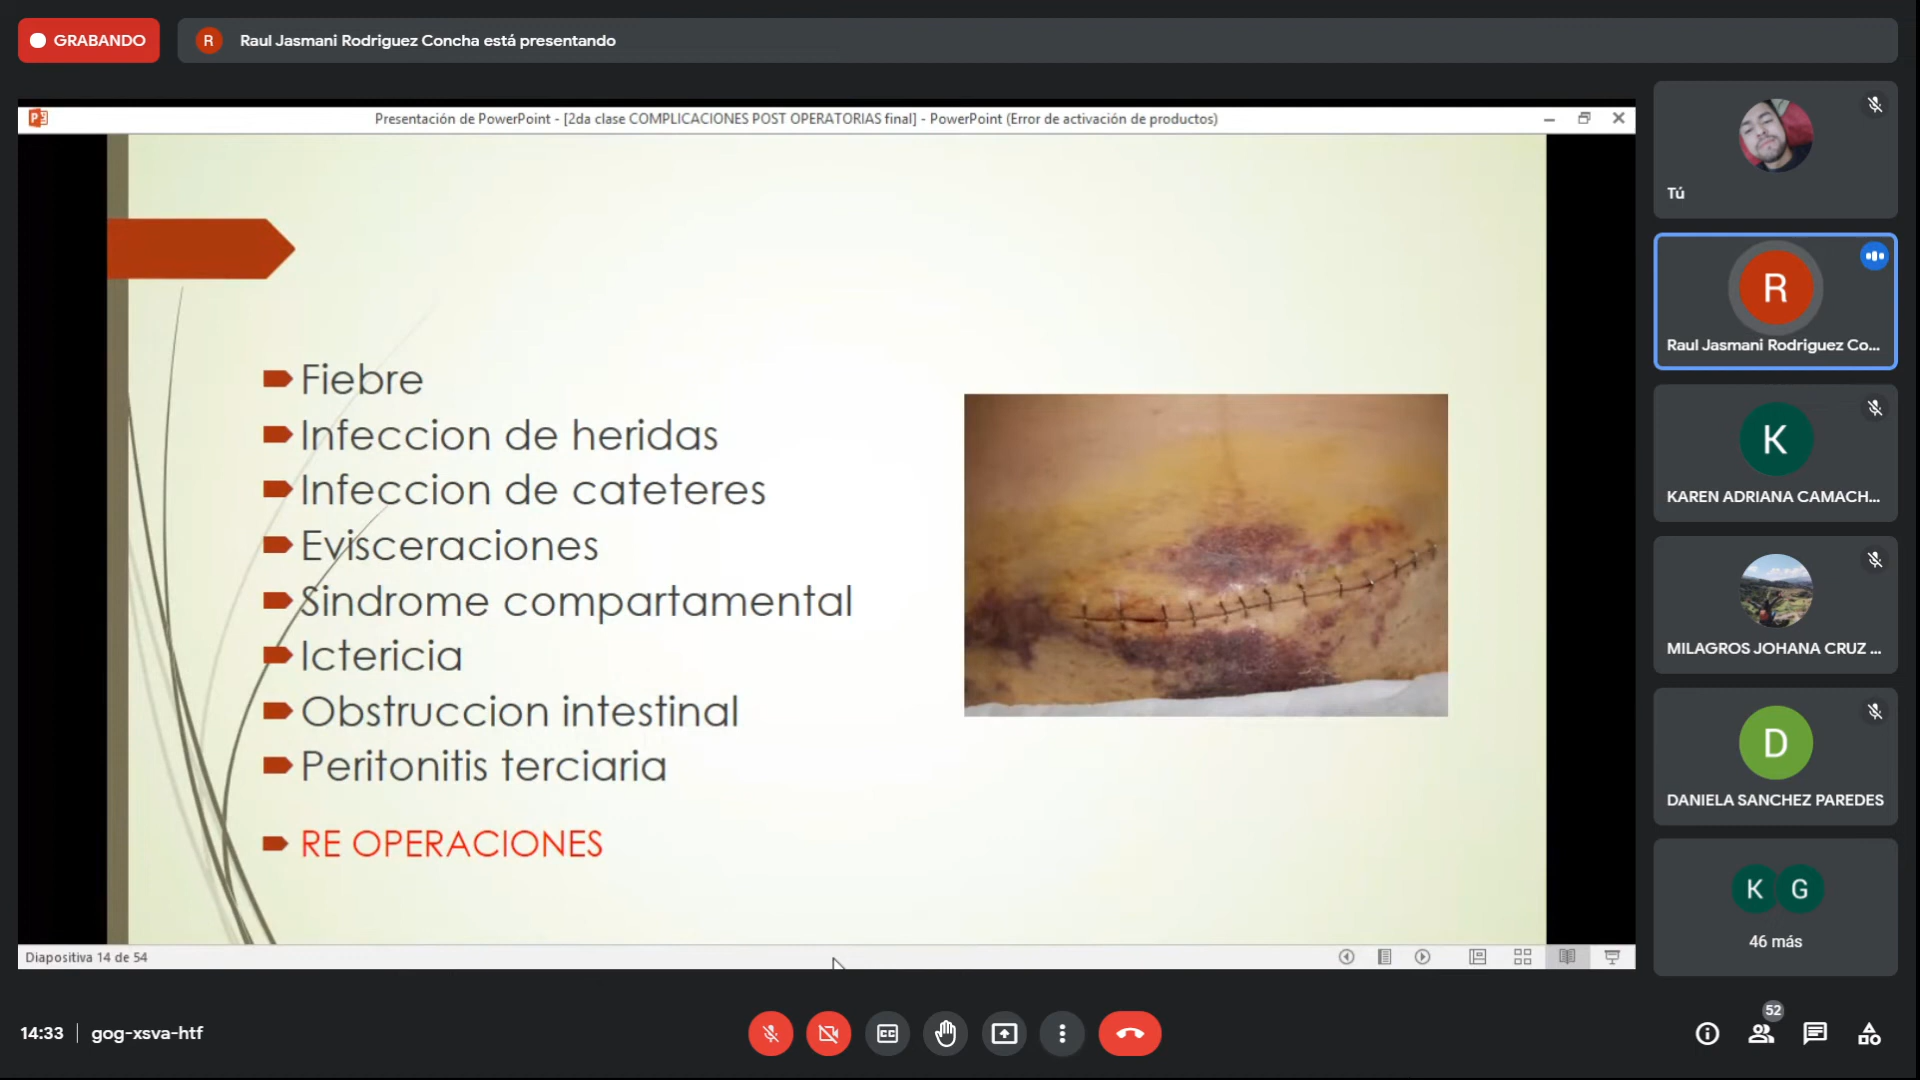 GRABANDO
R
Raul Jasmani Rodriguez Concha está presentando
Presentación de PowerPoint - [2da clase COMPLICACIONES POST OPERATORIAS final] - PowerPoint (Error de activación de productos)
Fiebre
Infeccion de heridas
Infeccion de cateteres
Evisceraciones
Sindrome compartamental
Ictericia
Obstruccion intestinal
Peritonitis terciaria
RE OPERACIONES
Diapositiva 14 de 54
Tú
R
Raul Jasmani Rodriguez Co...
K
KAREN ADRIANA CAMACH...
MILAGROS JOHANA CRUZ ...
D
DANIELA SANCHEZ PAREDES
K G
46 más
14:33 | gog-xsva-htf
CC
52